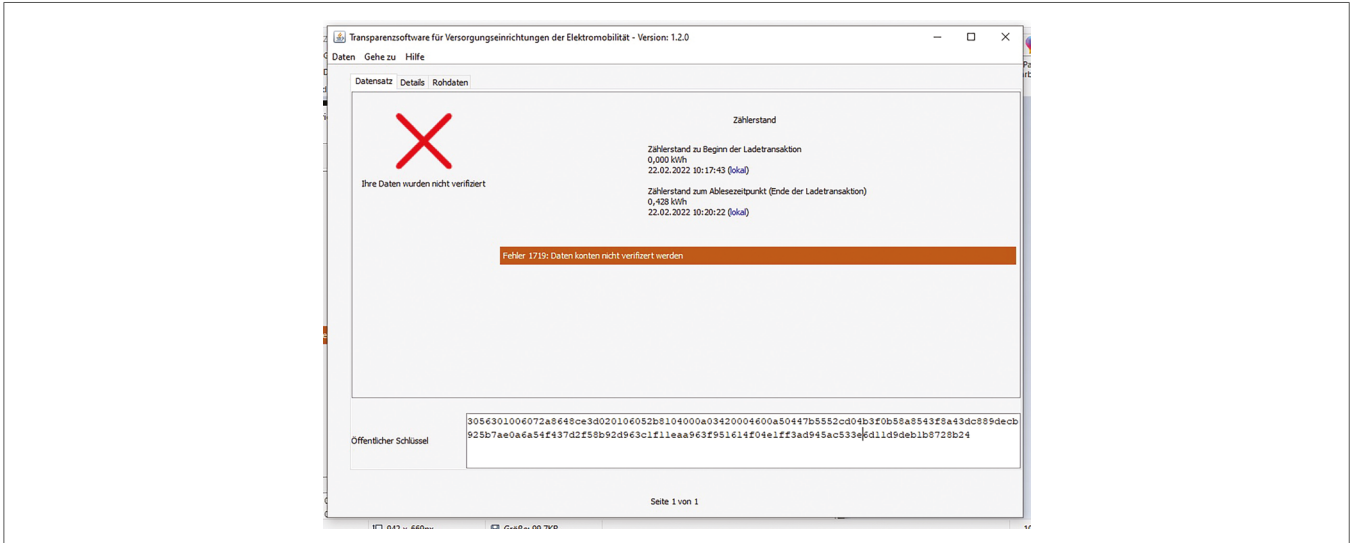 Transparenzsoftware für Versorgungseinrichtungen der Elektromobilität - Version: 1.2.0
Daten Gehe zu Hilfe
Datensatz Details Rohdaten
Zählerstand
Zählerstand zu Beginn der Ladetransaktion
0,000 kWh
22.02.2022 10:17:43 (lokal)
Ihre Daten wurden nicht verifiziert
Zählerstand zum Ablesezeitpunkt (Ende der Ladetransaktion)
0,428 kWh
22.02.2022 10:20:22 (lokal)
Fehler 1719: Daten konten nicht verifizert werden
3056301006072a8648ce3d020106052b8104000a03420004600a50447b5552cd04b3f0b58a8543f8a43dc889decb
925b7ae0a6a54f437d2f58b92d963c1f11eaa963f951614f04e1ff3ad945ac533e6d11d9deb1b8728b24
Öffentlicher Schlüssel
Seite 1 von 1